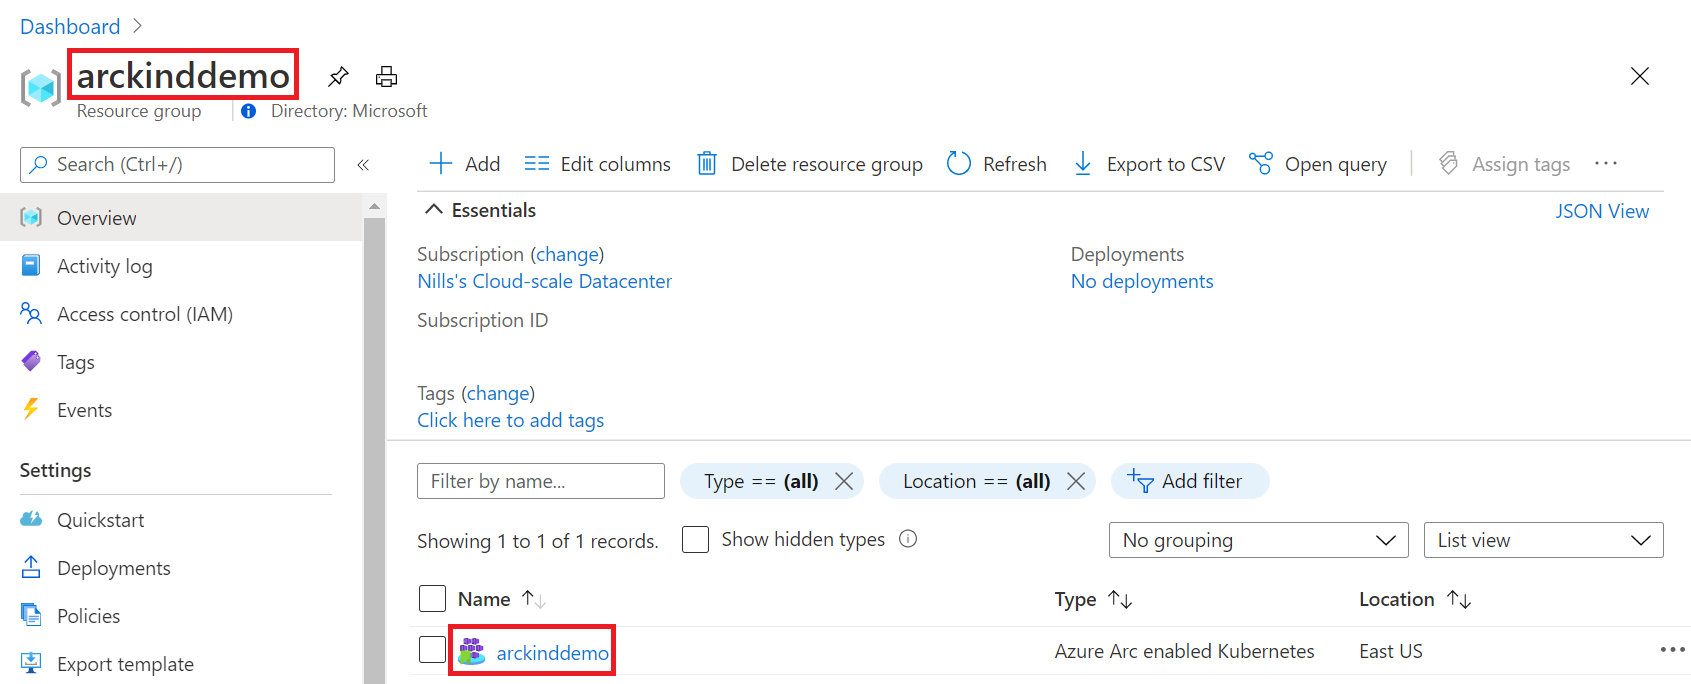 Dashboard
arckinddemo
Resource group
Directory: Microsoft
Search (Ctrl+/)
«
Overview
Activity log
Access control (IAM)
Tags
Events
Settings
Quickstart
Deployments
Policies
Export template
Add Edit columns Delete resource group Refresh Export to CSV Open query Assign tags ···
Essentials JSON View
Subscription (change)
Nills's Cloud-scale Datacenter
Subscription ID
Deployments
No deployments
Tags (change)
Click here to add tags
Filter by name... Type == (all) Location == (all) Add filter
Showing 1 to 1 of 1 records. Show hidden types No grouping List view
Name Type Location
arckinddemo Azure Arc enabled Kubernetes East US ···